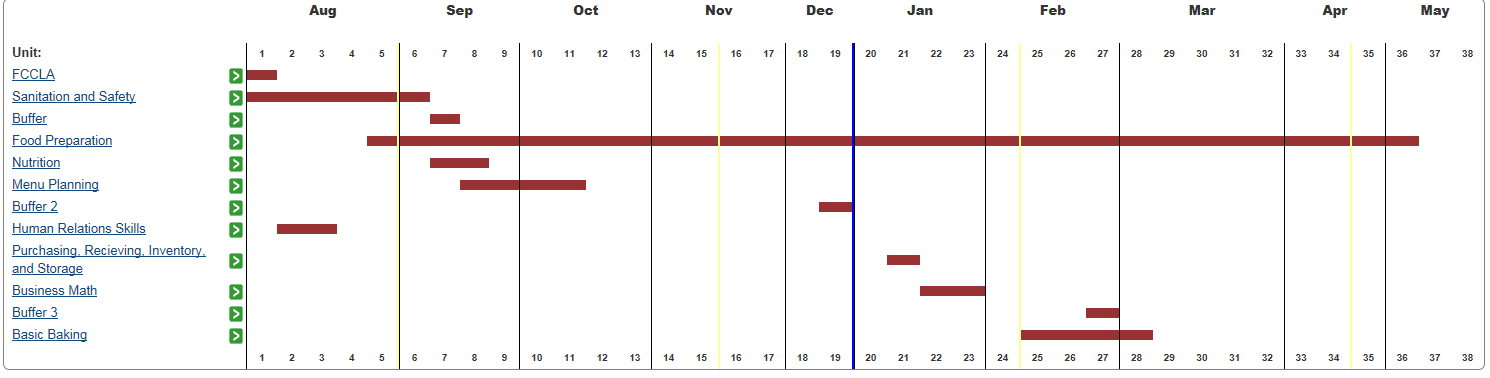 Aug Sep Oct Nov Dec Jan Feb Mar Apr May
Unit: 1 2 3 4 5 6 7 8 9 10 11 12 13 14 15 16 17 18 19 20 21 22 23 24 25 26 27 28 29 30 31 32 33 34 35 36 37 38
FCCLA
Sanitation and Safety
Buffer
Food Preparation
Nutrition
Menu Planning
Buffer 2
Human Relations Skills
Purchasing, Recieving, Inventory,
and Storage
Business Math
Buffer 3
Basic Baking
1 2 3 4 5 6 7 8 9 10 11 12 13 14 15 16 17 18 19 20 21 22 23 24 25 26 27 28 29 30 31 32 33 34 35 36 37 38